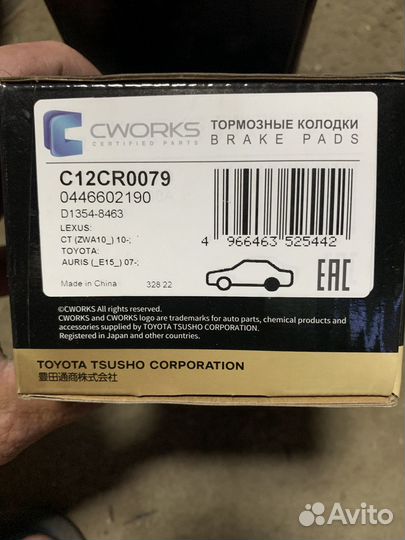 CWORKS
CERTIFIED PARTS
ТОРМОЗНЫЕ КОЛОДКИ
BRAKE PADS
C12CR0079
0446602190
D1354-8463
LEXUS:
CT (ZWA10_) 10-;
TOYOTA:
AURIS (_E15_) 07-;
4 966463 525442
Made in China
328 22
EAC
©CWORKS All rights reserved.
CWORKS and CWORKS logo are trademarks for auto parts, chemical products and
accessories supplied by TOYOTA TSUSHO CORPORATION.
Registered in Japan and other countries.
TOYOTA TSUSHO CORPORATION
豊田通商株式会社
Avito